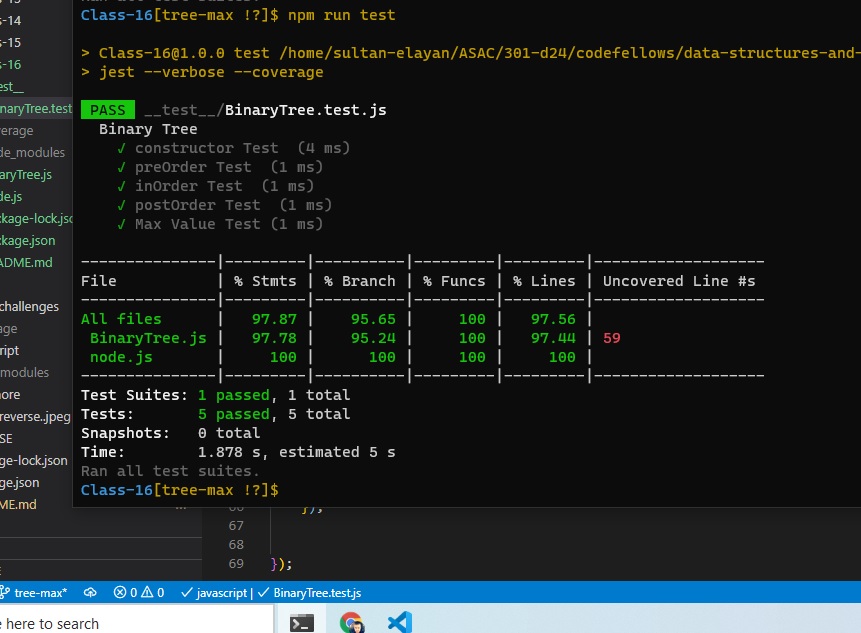 Class-16[tree-max !?]$ npm run test
> Class-16@1.0.0 test /home/sultan-elayan/ASAC/301-d24/codefellows/data-structures-and-
> jest --verbose --coverage
PASS __test__/BinaryTree.test.js
Binary Tree
√ constructor Test (4 ms)
√ preOrder Test (1 ms)
√ inOrder Test (1 ms)
√ postOrder Test (1 ms)
√ Max Value Test (1 ms)
---------------|---------|----------|---------|---------|-------------------
File | % Stmts | % Branch | % Funcs | % Lines | Uncovered Line #s
---------------|---------|----------|---------|---------|-------------------
All files | 97.87 | 95.65 | 100 | 97.56 |
BinaryTree.js | 97.78 | 95.24 | 100 | 97.44 | 59
node.js | 100 | 100 | 100 | 100 |
---------------|---------|----------|---------|---------|-------------------
Test Suites: 1 passed, 1 total
Tests: 5 passed, 5 total
Snapshots: 0 total
Time: 1.878 s, estimated 5 s
Ran all test suites.
Class-16[tree-max !?]$
-14
-15
s-16
est__
naryTree.test
verage
de_modules
aryTree.js
de.js
ckage-lock.jsc
ckage.json
ADME.md
challenges
age
ript
modules
ore
reverse..jpeg
SE
ge-lock.json
ge.json
ME.md
66 });
67
68
69 });
tree-max* 0 0 javascript | BinaryTree.test.js
e here to search